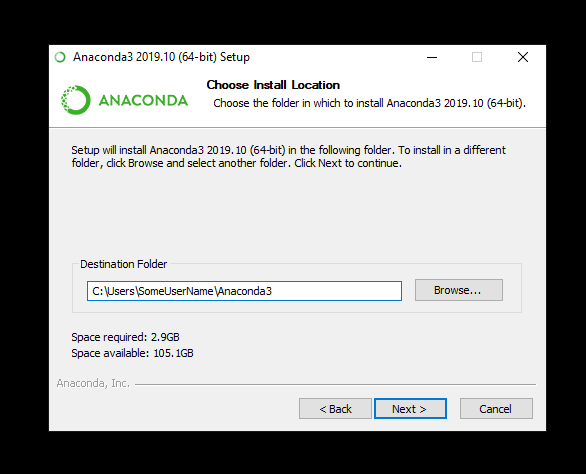 Anaconda3 2019.10 (64-bit) Setup
ANACONDA
Choose Install Location
Choose the folder in which to install Anaconda3 2019.10 (64-bit).
Setup will install Anaconda3 2019.10 (64-bit) in the following folder. To install in a different
folder, click Browse and select another folder. Click Next to continue.
Destination Folder
C:\Users\SomeUserName\Anaconda3
Browse...
Space required: 2.9GB
Space available: 105.1GB
Anaconda, Inc.
< Back
Next >
Cancel